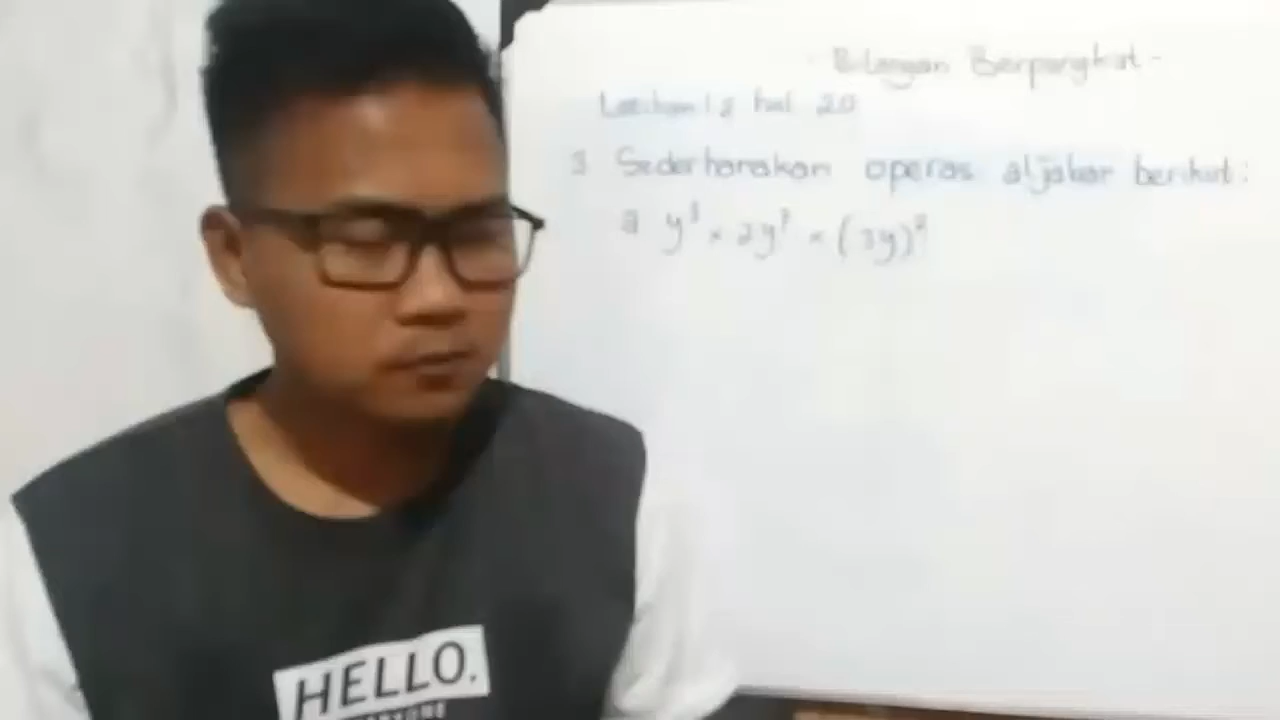 - Bilangan Berpangkat -
Latihan 1.2 hal 20
3 Sederhanakan operasi aljabar berikut :
a y³ × 2y⁷ × (3y)²
HELLO.